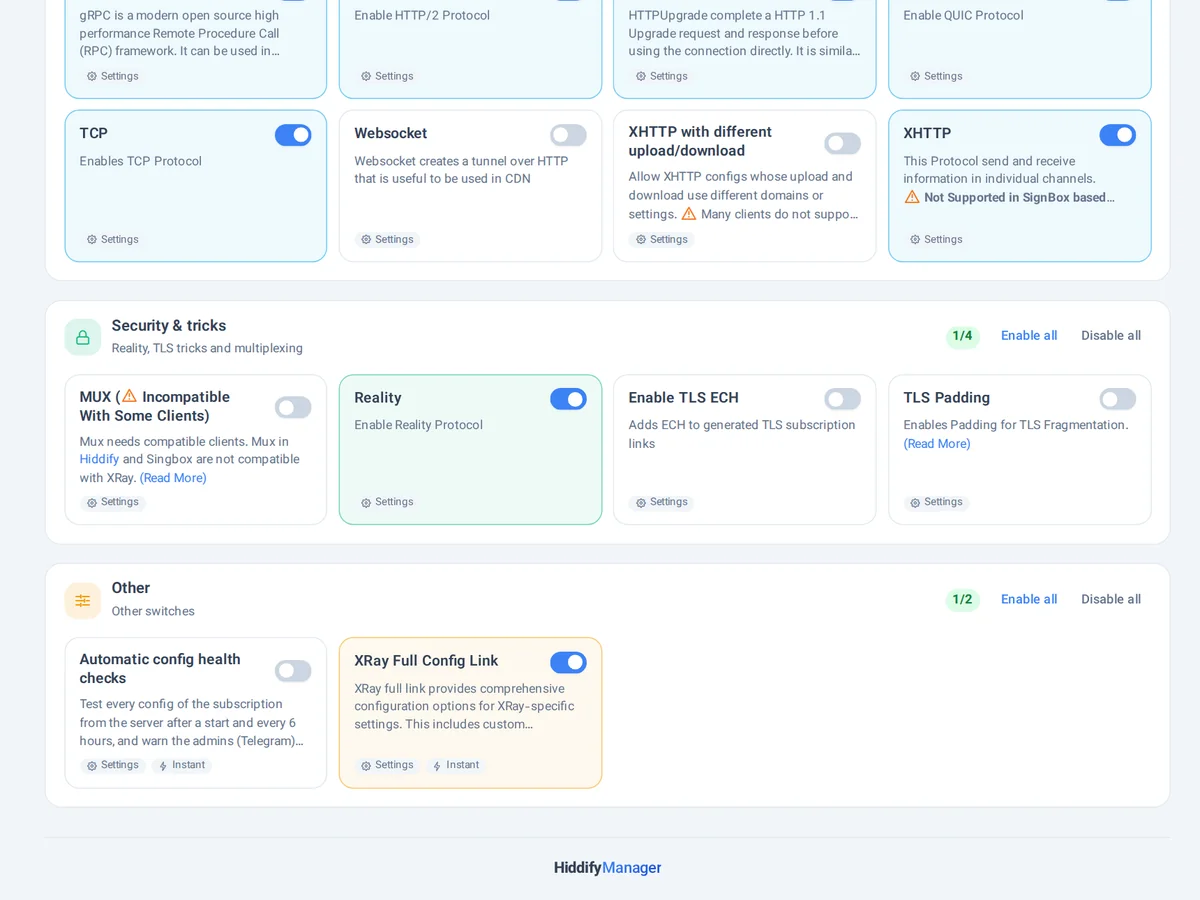 gRPC is a modern open source high
performance Remote Procedure Call
(RPC) framework. It can be used in…
Settings
Enable HTTP/2 Protocol
Settings
HTTPUpgrade complete a HTTP 1.1
Upgrade request and response before
using the connection directly. It is simila…
Settings
Enable QUIC Protocol
Settings
TCP
Enables TCP Protocol
Settings
Websocket
Websocket creates a tunnel over HTTP
that is useful to be used in CDN
Settings
XHTTP with different
upload/download
Allow XHTTP configs whose upload and
download use different domains or
settings. ⚠ Many clients do not suppo…
Settings
XHTTP
This Protocol send and receive
information in individual channels.
⚠ Not Supported in SignBox based…
Settings
Security & tricks
Reality, TLS tricks and multiplexing
1/4
Enable all
Disable all
MUX (⚠ Incompatible
With Some Clients)
Mux needs compatible clients. Mux in
Hiddify and Singbox are not compatible
with XRay. (Read More)
Settings
Reality
Enable Reality Protocol
Settings
Enable TLS ECH
Adds ECH to generated TLS subscription
links
Settings
TLS Padding
Enables Padding for TLS Fragmentation.
(Read More)
Settings
Other
Other switches
1/2
Enable all
Disable all
Automatic config health
checks
Test every config of the subscription
from the server after a start and every 6
hours, and warn the admins (Telegram)…
Settings
Instant
XRay Full Config Link
XRay full link provides comprehensive
configuration options for XRay-specific
settings. This includes custom…
Settings
Instant
HiddifyManager